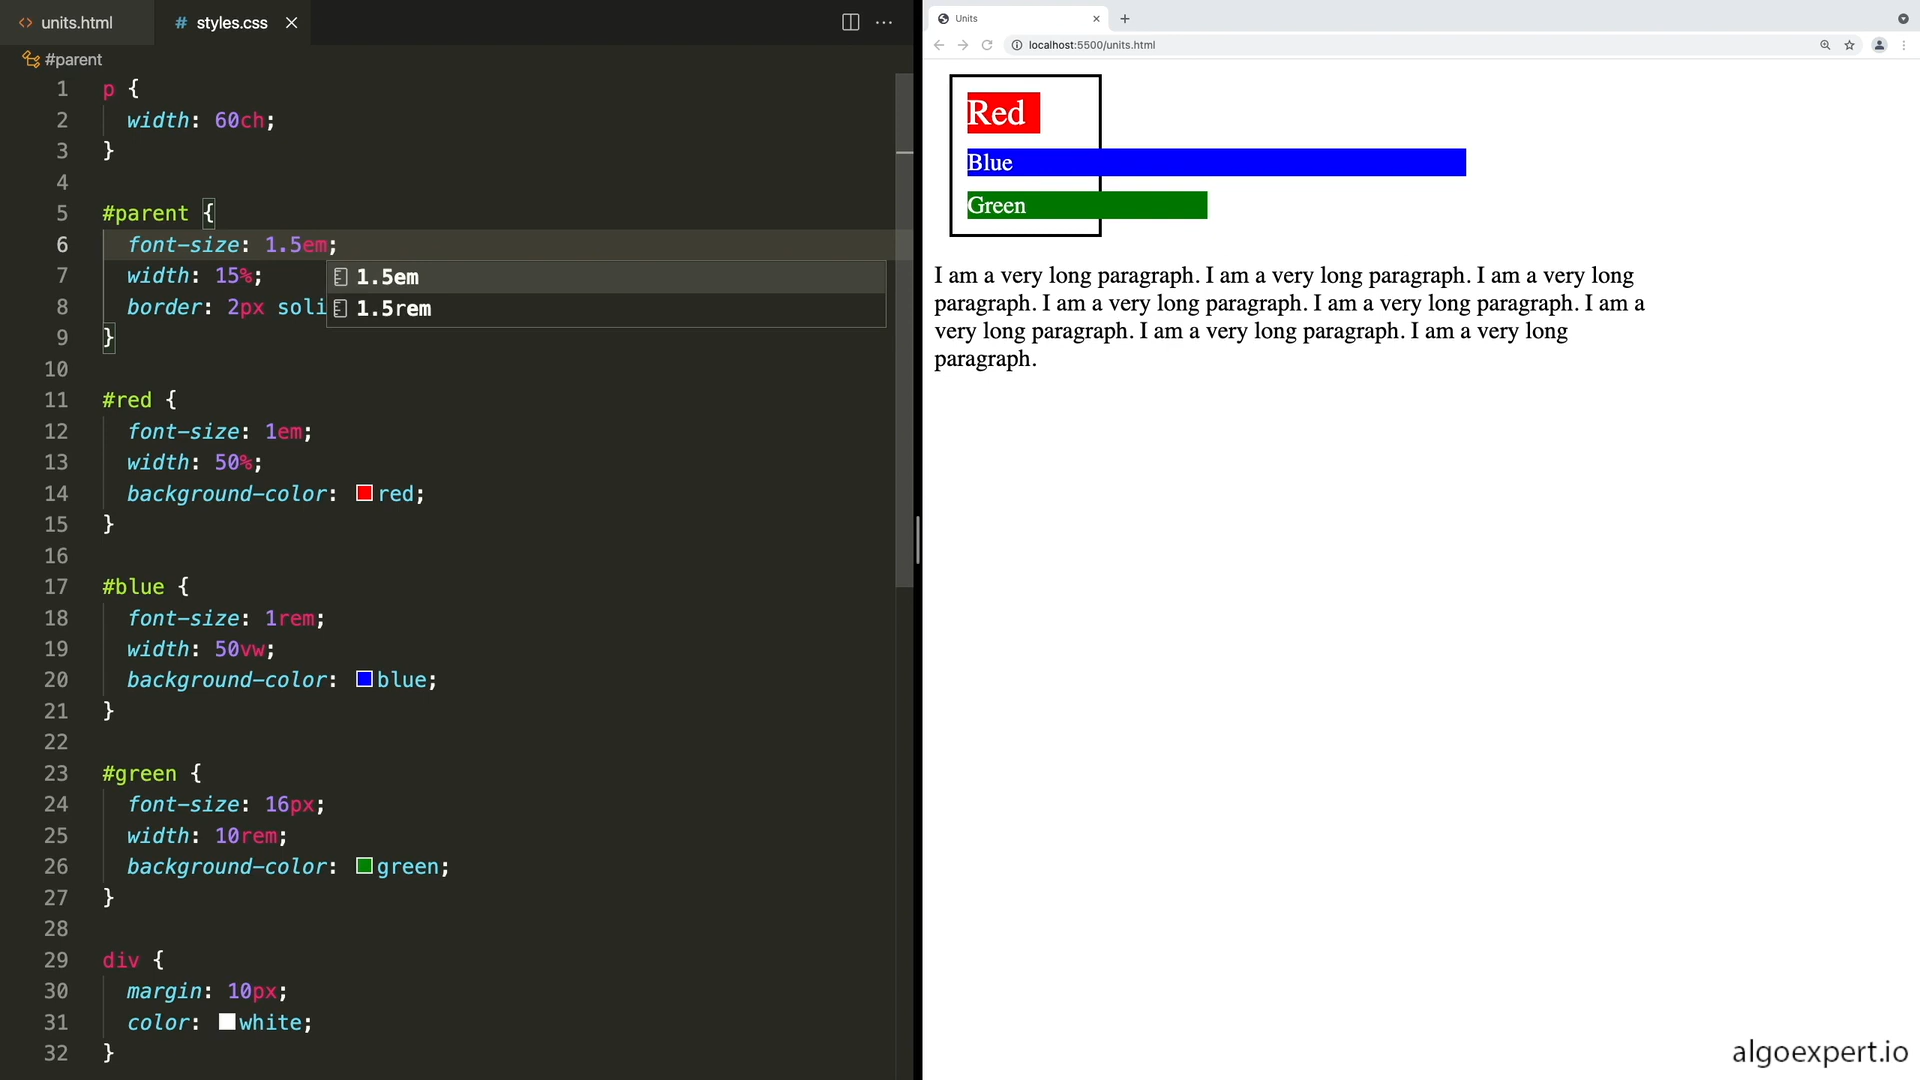 <> units.html
# styles.css
#parent
1 p {
2 width: 60ch;
3 }
4
5 #parent {
6 font-size: 1.5em;
7 width: 15%;
8 border: 2px soli
9 }
10
11 #red {
12 font-size: 1em;
13 width: 50%;
14 background-color: red;
15 }
16
17 #blue {
18 font-size: 1rem;
19 width: 50vw;
20 background-color: blue;
21 }
22
23 #green {
24 font-size: 16px;
25 width: 10rem;
26 background-color: green;
27 }
28
29 div {
30 margin: 10px;
31 color: white;
32 }
1.5em
1.5rem
Units
localhost:5500/units.html
Red
Blue
Green
I am a very long paragraph. I am a very long paragraph. I am a very long
paragraph. I am a very long paragraph. I am a very long paragraph. I am a
very long paragraph. I am a very long paragraph. I am a very long
paragraph.
algoexpert.io